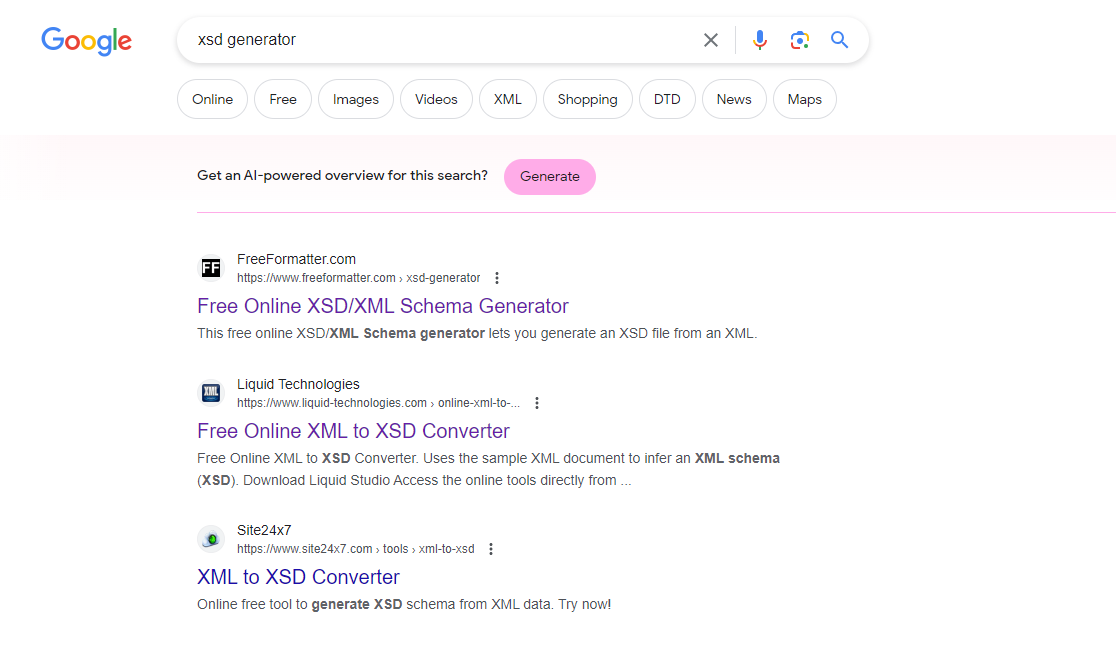 Google
xsd generator
Online Free Images Videos XML Shopping DTD News Maps
Get an AI-powered overview for this search? Generate
FF
FreeFormatter.com
https://www.freeformatter.com › xsd-generator
Free Online XSD/XML Schema Generator
This free online XSD/XML Schema generator lets you generate an XSD file from an XML.
XML
Liquid Technologies
https://www.liquid-technologies.com › online-xml-to-...
Free Online XML to XSD Converter
Free Online XML to XSD Converter. Uses the sample XML document to infer an XML schema
(XSD). Download Liquid Studio Access the online tools directly from ...
Site24x7
https://www.site24x7.com › tools › xml-to-xsd
XML to XSD Converter
Online free tool to generate XSD schema from XML data. Try now!